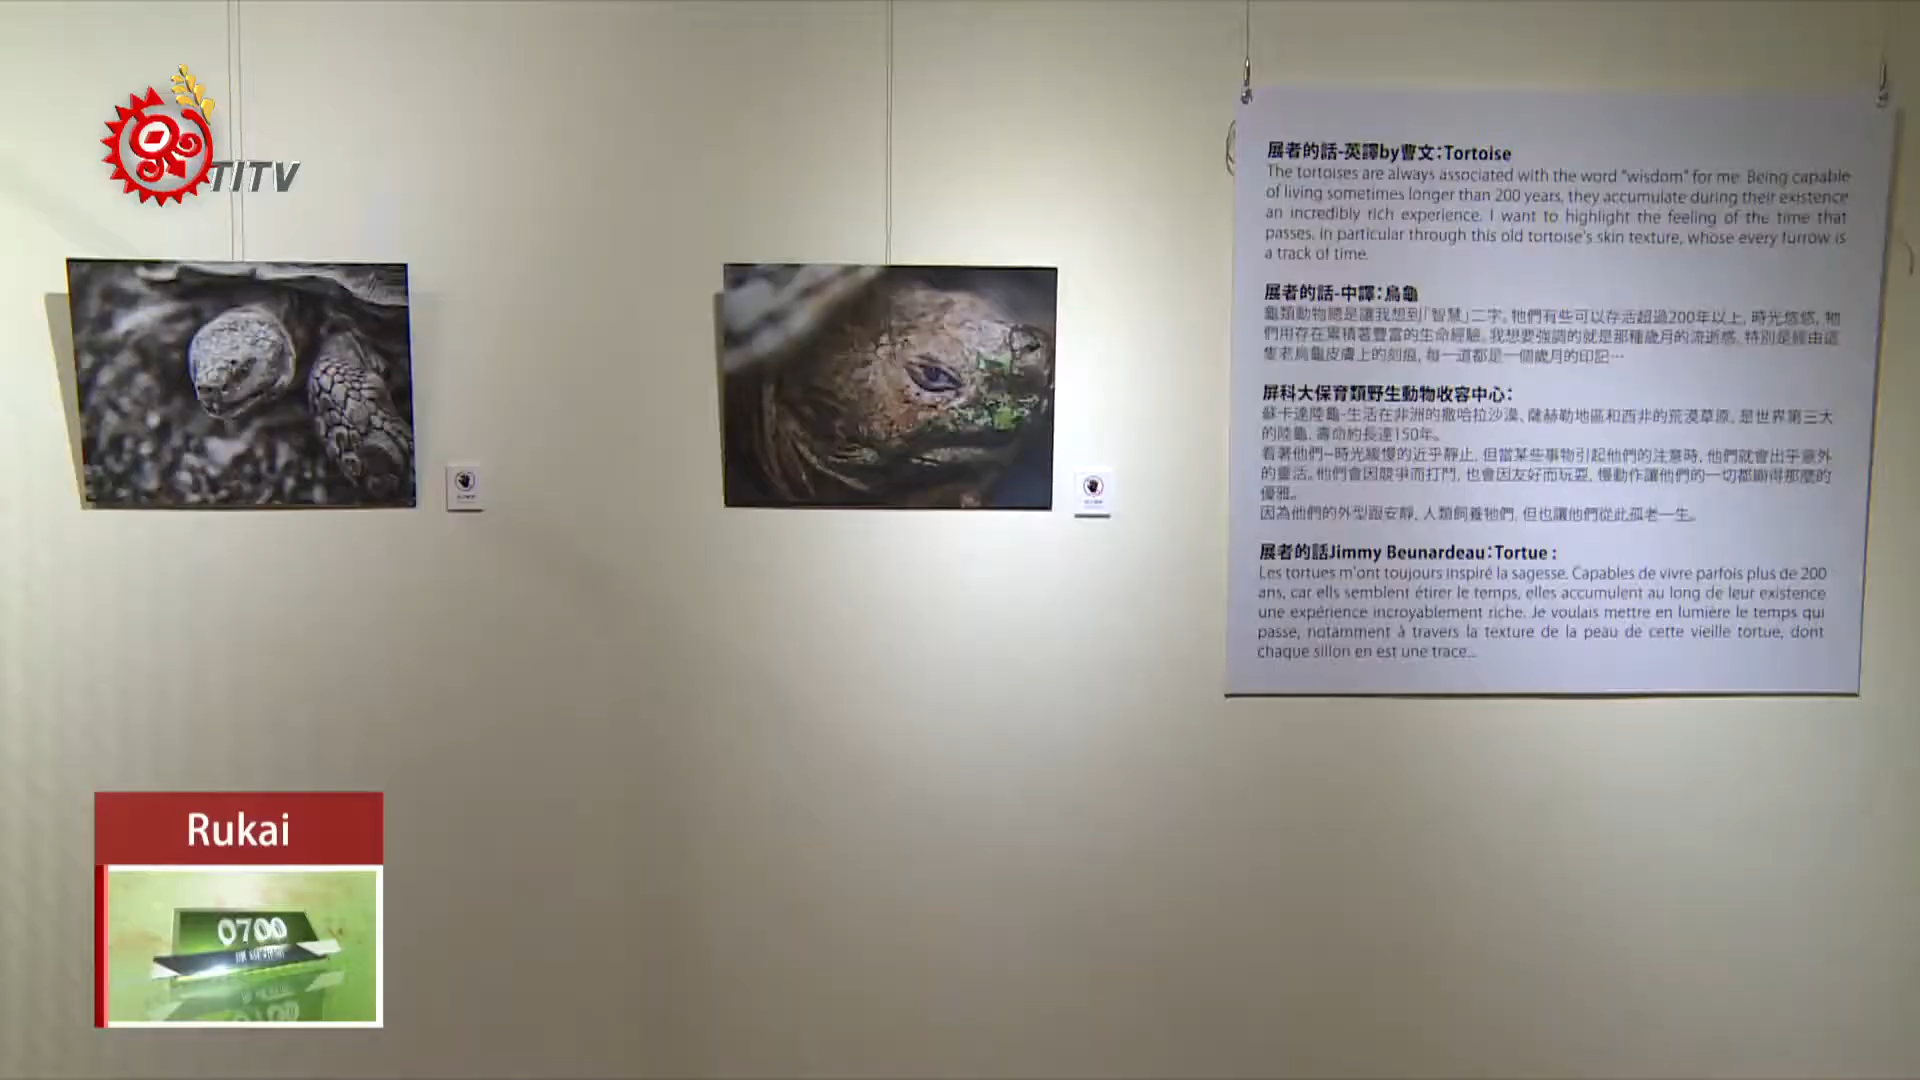 TITV
展者的話-英譯by曹文:Tortoise
The tortoises are always associated with the word "wisdom" for me. Being capable
of living sometimes longer than 200 years, they accumulate during their existence
an incredibly rich experience. I want to highlight the feeling of the time that
passes, in particular through this old tortoise's skin texture, whose every furrow is
a track of time.
展者的話-中譯:烏龜
龜類動物總是讓我想到「智慧」二字。牠們有些可以存活超過200年以上, 時光悠悠, 牠
們用存在累積著豐富的生命經驗。我想要強調的就是那種歲月的流逝感, 特別是經由這
隻老烏龜皮膚上的刻痕, 每一道都是一個歲月的印記…
屏科大保育類野生動物收容中心:
蘇卡達陸龜-生活在非洲的撒哈拉沙漠、薩赫勒地區和西非的荒漠草原。是世界第三大
的陸龜, 壽命約長達150年。
看著他們–時光緩慢的近乎靜止, 但當某些事物引起他們的注意時, 他們就會出乎意外
的靈活。他們會因競爭而打鬥, 也會因友好而玩耍, 慢動作讓他們的一切都顯得那麼的
優雅。
因為他們的外型跟安靜, 人類飼養牠們, 但也讓他們從此孤老一生。
展者的話Jimmy Beunardeau:Tortue :
Les tortues m'ont toujours inspiré la sagesse. Capables de vivre parfois plus de 200
ans, car ells semblent étirer le temps, elles accumulent au long de leur existence
une expérience incroyablement riche. Je voulais mettre en lumière le temps qui
passe, notamment à travers la texture de la peau de cette vieille tortue, dont
chaque sillon en est une trace...
Rukai
0700